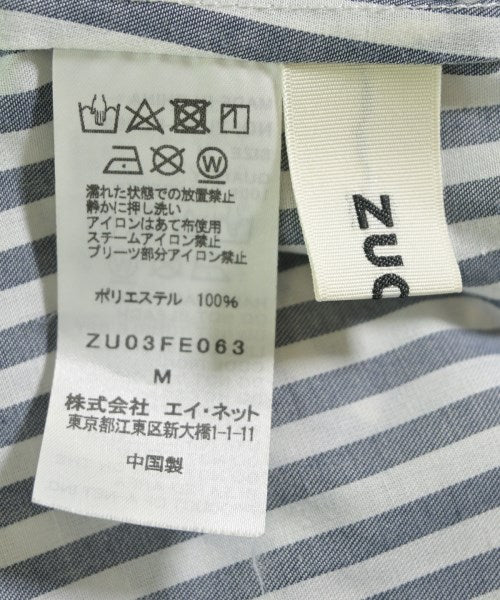 濡れた状態での放置禁止
静かに押し洗い
アイロンはあて布使用
スチームアイロン禁止
プリーツ部分アイロン禁止
ポリエステル 100%
ZU03FE063
M
株式会社 エイ・ネット
東京都江東区新大橋1-1-11
中国製
W
ZUC